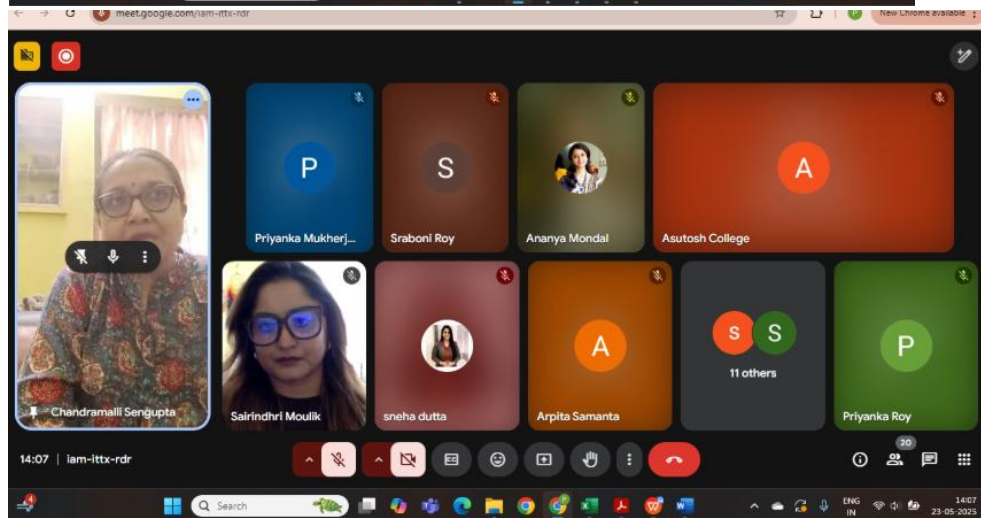 meet.google.com/iam-ittx-rdr
New Chrome available
P
Priyanka Mukherj...
S
Sraboni Roy
Ananya Mondal
A
Asutosh College
Chandramalli Sengupta
Sairindhri Moulik
sneha dutta
A
Arpita Samanta
s S
11 others
P
Priyanka Roy
14:07 | iam-ittx-rdr
20
Search
ENG
IN
14:07
23-05-2025